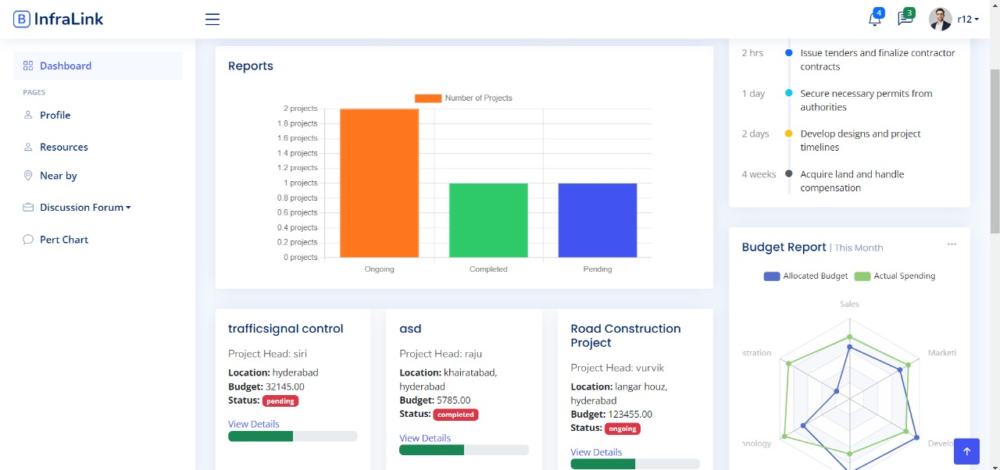 B InfraLink
4
3
r12
Dashboard
PAGES
Profile
Resources
Near by
Discussion Forum
Pert Chart
Reports
Number of Projects
2 projects
1.8 projects
1.6 projects
1.4 projects
1.2 projects
1 projects
0.8 projects
0.6 projects
0.4 projects
0.2 projects
0 projects
Ongoing
Completed
Pending
trafficsignal control
Project Head: siri
Location: hyderabad
Budget: 32145.00
Status: pending
View Details
asd
Project Head: raju
Location: khairatabad,
hyderabad
Budget: 5785.00
Status: completed
View Details
Road Construction
Project
Project Head: vurvik
Location: langar houz,
hyderabad
Budget: 123455.00
Status: ongoing
View Details
2 hrs
Issue tenders and finalize contractor
contracts
1 day
Secure necessary permits from
authorities
2 days
Develop designs and project
timelines
4 weeks
Acquire land and handle
compensation
Budget Report | This Month
Allocated Budget
Actual Spending
Sales
stration
Marketi
nology
Develo